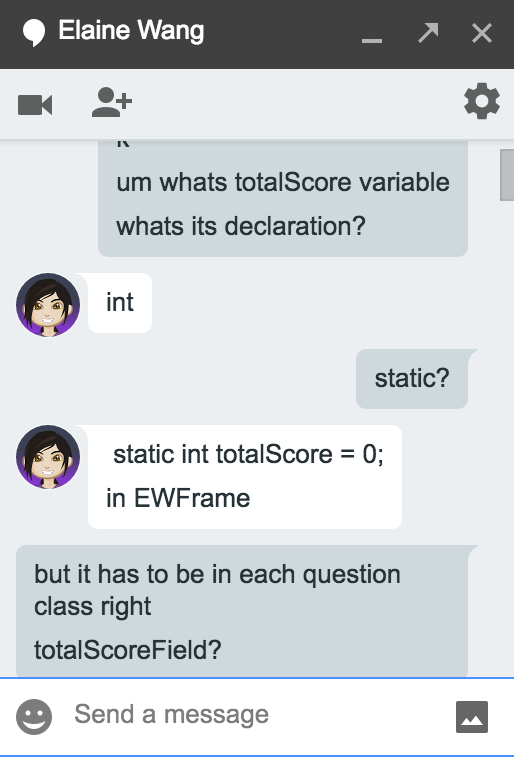 Elaine Wang
um whats totalScore variable
whats its declaration?
int
static?
static int totalScore = 0;
in EWFrame
but it has to be in each question
class right
totalScoreField?
Send a message